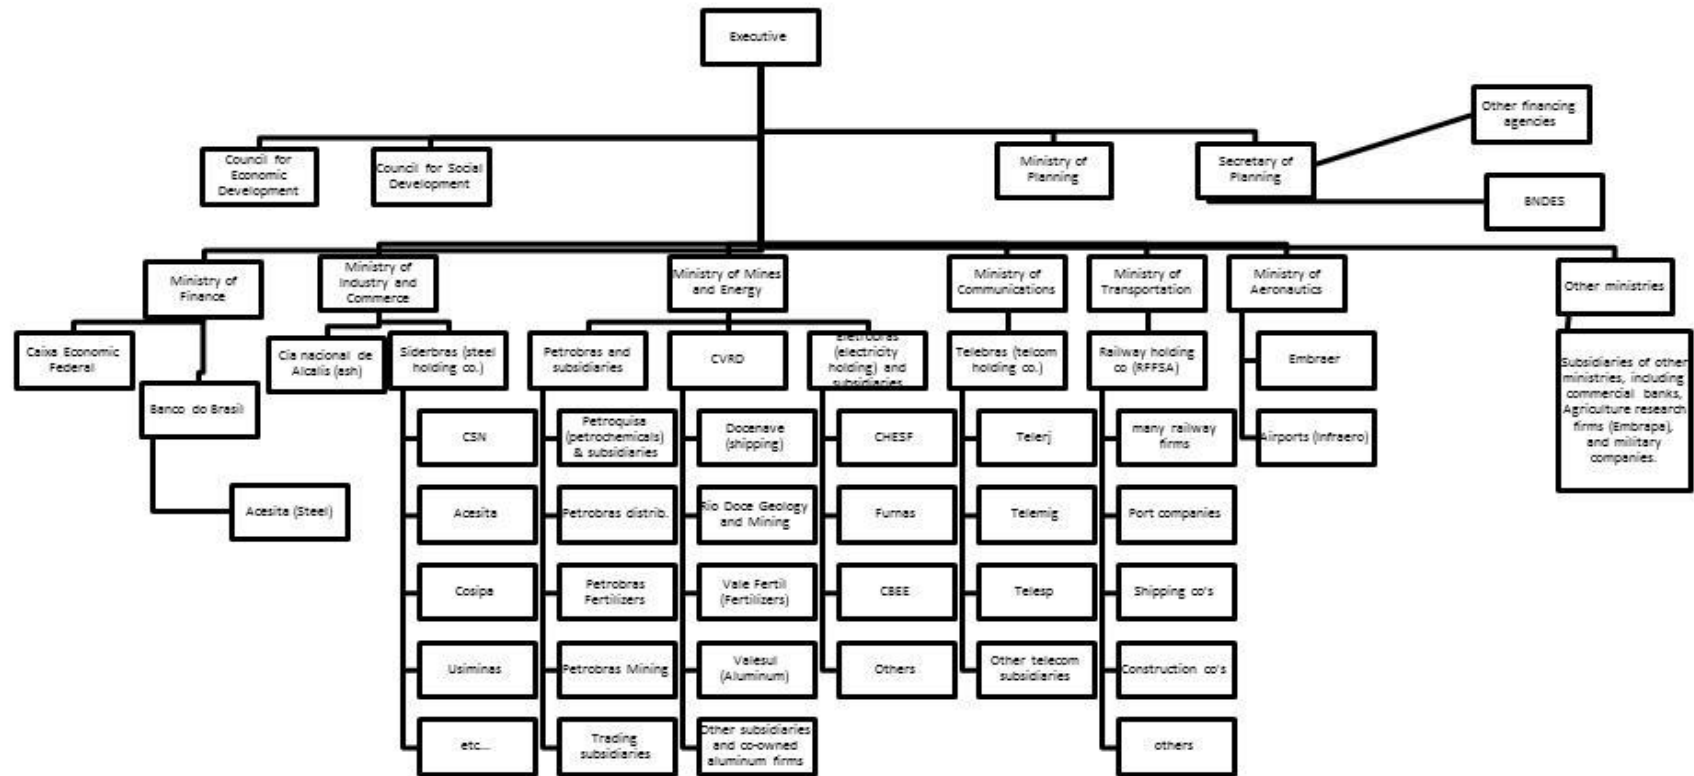 Executive
Other financing
agencies
Council for
Economic
Development
Council for Social
Development
Ministry of
Planning
Secretary of
Planning
BNDES
Ministry of
Finance
Ministry of
Industry and
Commerce
Ministry of Mines
and Energy
Ministry of
Communications
Ministry of
Transportation
Ministry of
Aeronautics
Other ministries
Caixa Economic
Federal
Cia nacional de
Alcalis (ash)
Siderbras (steel
holding co.)
Petrobras and
subsidiaries
CVRD
Eletrobras
(electricity
holding) and
subsidiaries
Telebras (telcom
holding co.)
Railway holding
co (RFFSA)
Embraer
Subsidiaries of other
ministries, including
commercial banks,
Agriculture research
firms (Embrapa),
and military
companies.
Banco do Brasil
CSN
Petroquisa
(petrochemicals)
& subsidiaries
Docenave
(shipping)
CHESF
Telerj
many railway
firms
Airports (Infraero)
Acesita (Steel)
Acesita
Petrobras distrib.
Rio Doce Geology
and Mining
Furnas
Telemig
Port companies
Cosipa
Petrobras
Fertilizers
Vale Fertil
(Fertilizers)
CBEE
Telesp
Shipping co's
Usiminas
Petrobras Mining
Valesul
(Aluminum)
Others
Other telecom
subsidiaries
Construction co's
etc...
Trading
subsidiaries
Other subsidiaries
and co-owned
aluminum firms
others